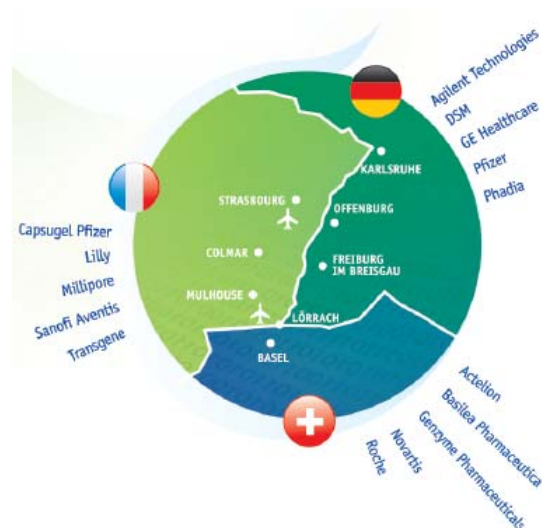 Agilent Technologies
DSM
GE Healthcare
Pfizer
Phadia
KARLSRUHE
STRASBOURG
OFFENBURG
COLMAR
FREIBURG
IM BREISGAU
MULHOUSE
LÖRRACH
BASEL
Capsugel Pfizer
Lilly
Millipore
Sanofi Aventis
Transgene
Actelion
Basilea Pharmaceutica
Genzyme Pharmaceuticals
Novartis
Roche